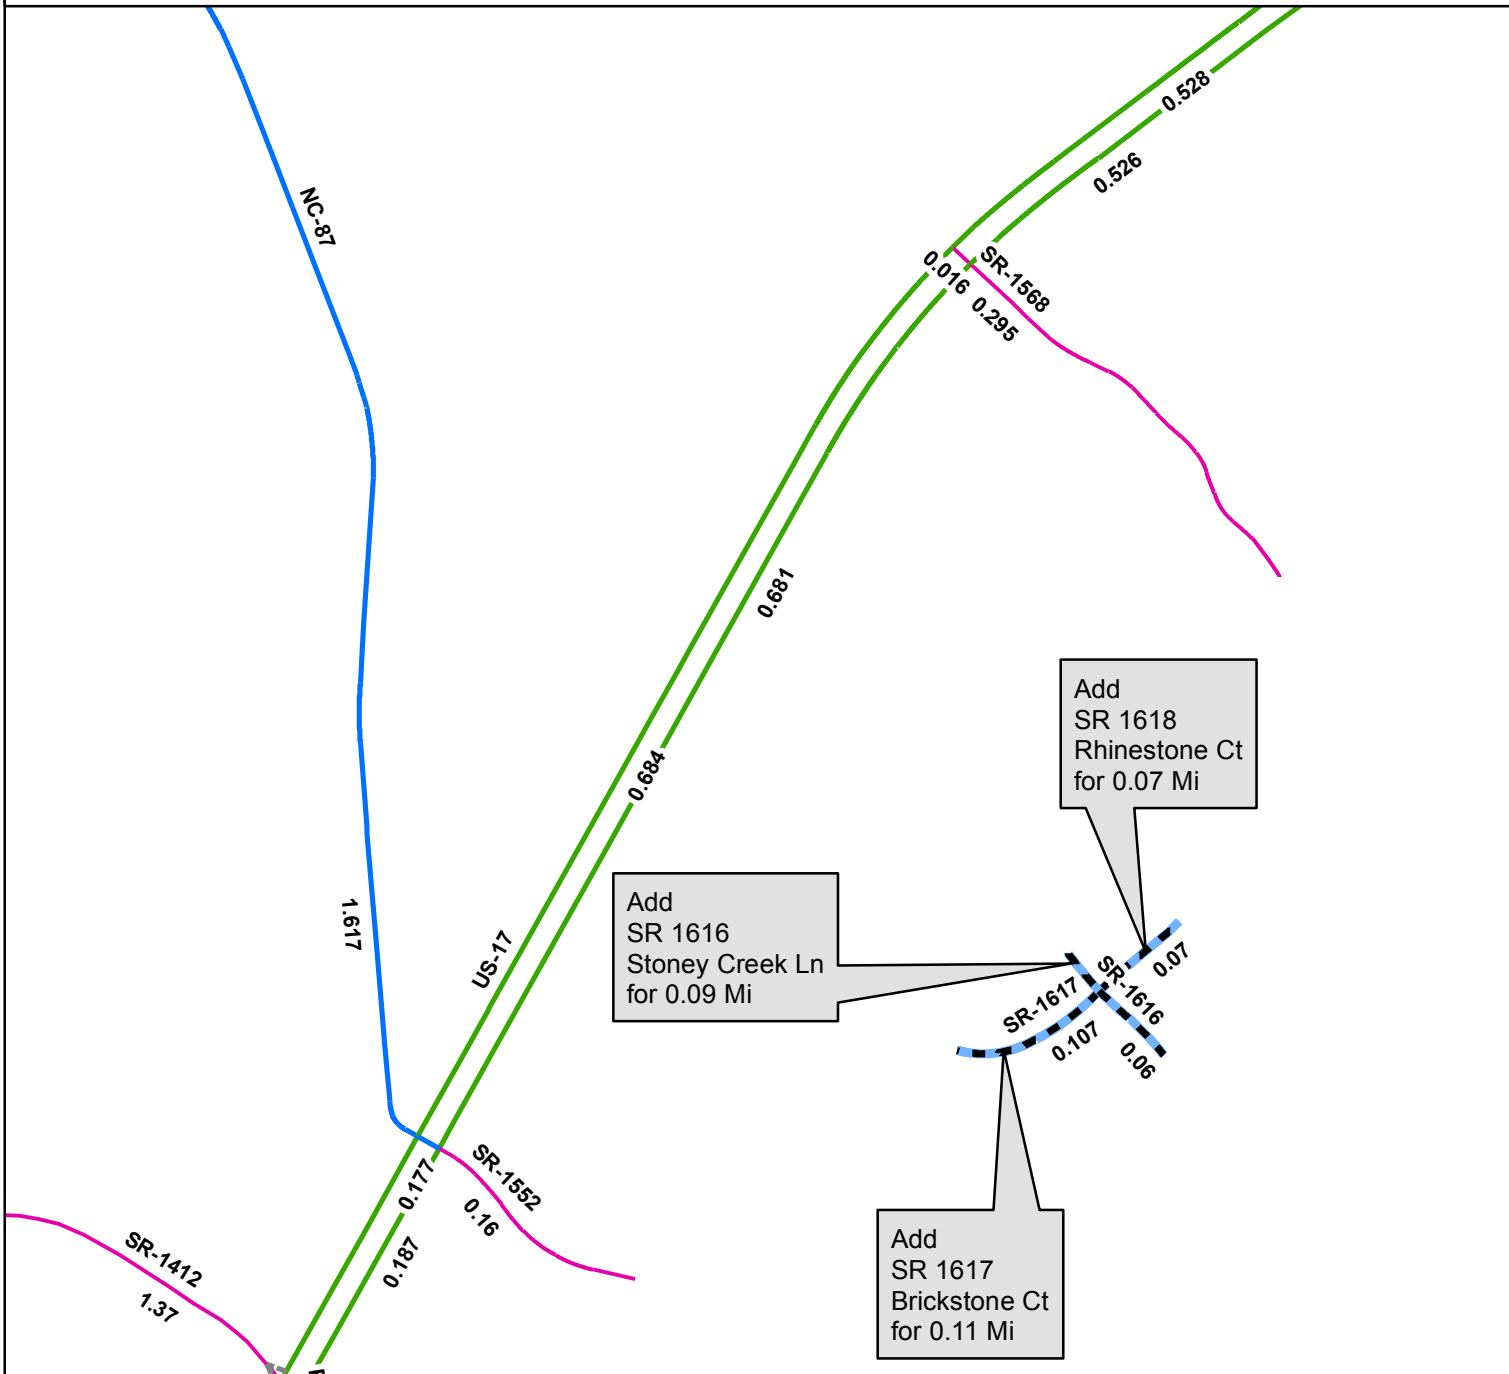 0.528
0.526
NC-87
SR-1568
0.016
0.295
0.681
Add
SR 1618
Rhinestone Ct
for 0.07 Mi
0.684
Add
SR 1616
Stoney Creek Ln
for 0.09 Mi
1.617
US-17
0.07
SR-1616
SR-1617
0.107
0.06
0.177
SR-1552
0.16
0.187
SR-1412
1.37
Add
SR 1617
Brickstone Ct
for 0.11 Mi